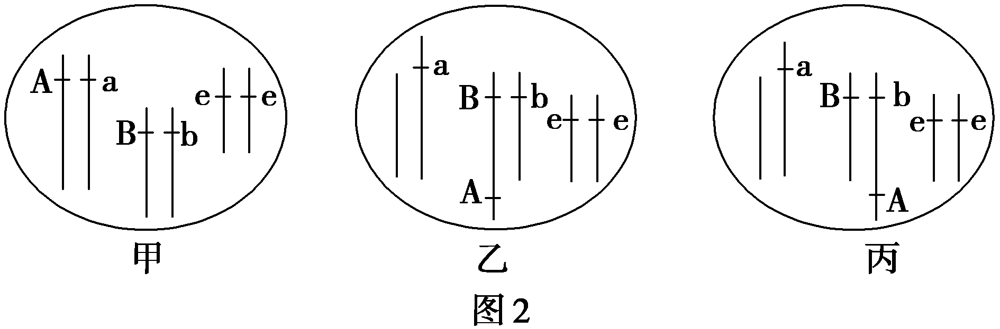 A a B b e e
a B b e e A
a B b e e A
甲 乙 丙
图2